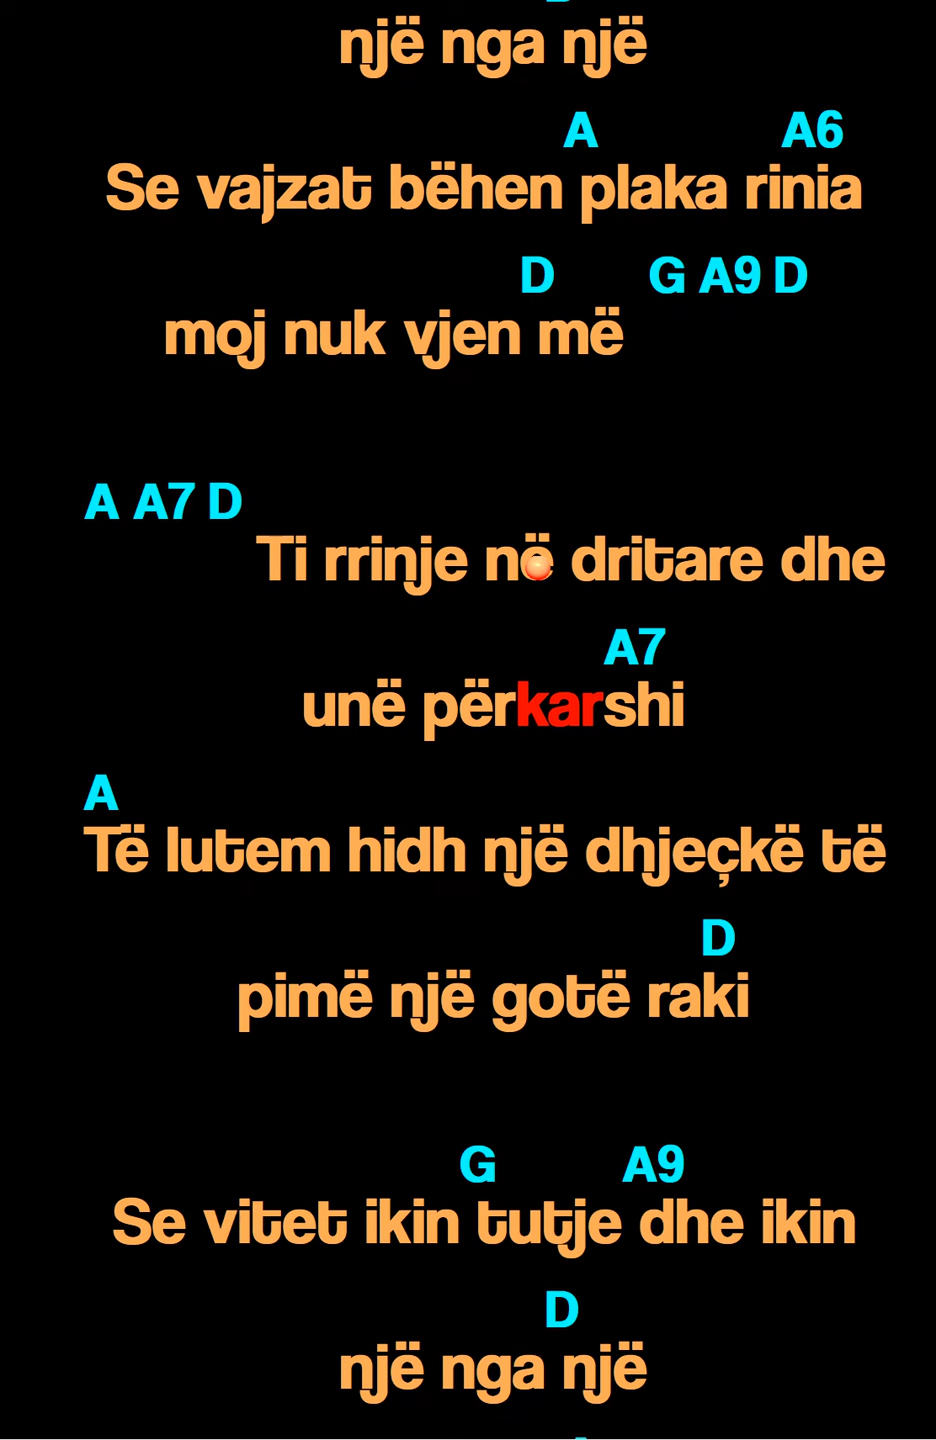 një nga një
A A6
Se vajzat bëhen plaka rinia
D G A9 D
moj nuk vjen më
A A7 D
Ti rrinje në dritare dhe
A7
unë përkarshi
A
Të lutem hidh një dhjeçkë të
D
pimë një gotë raki
G A9
Se vitet ikin tutje dhe ikin
D
një nga një